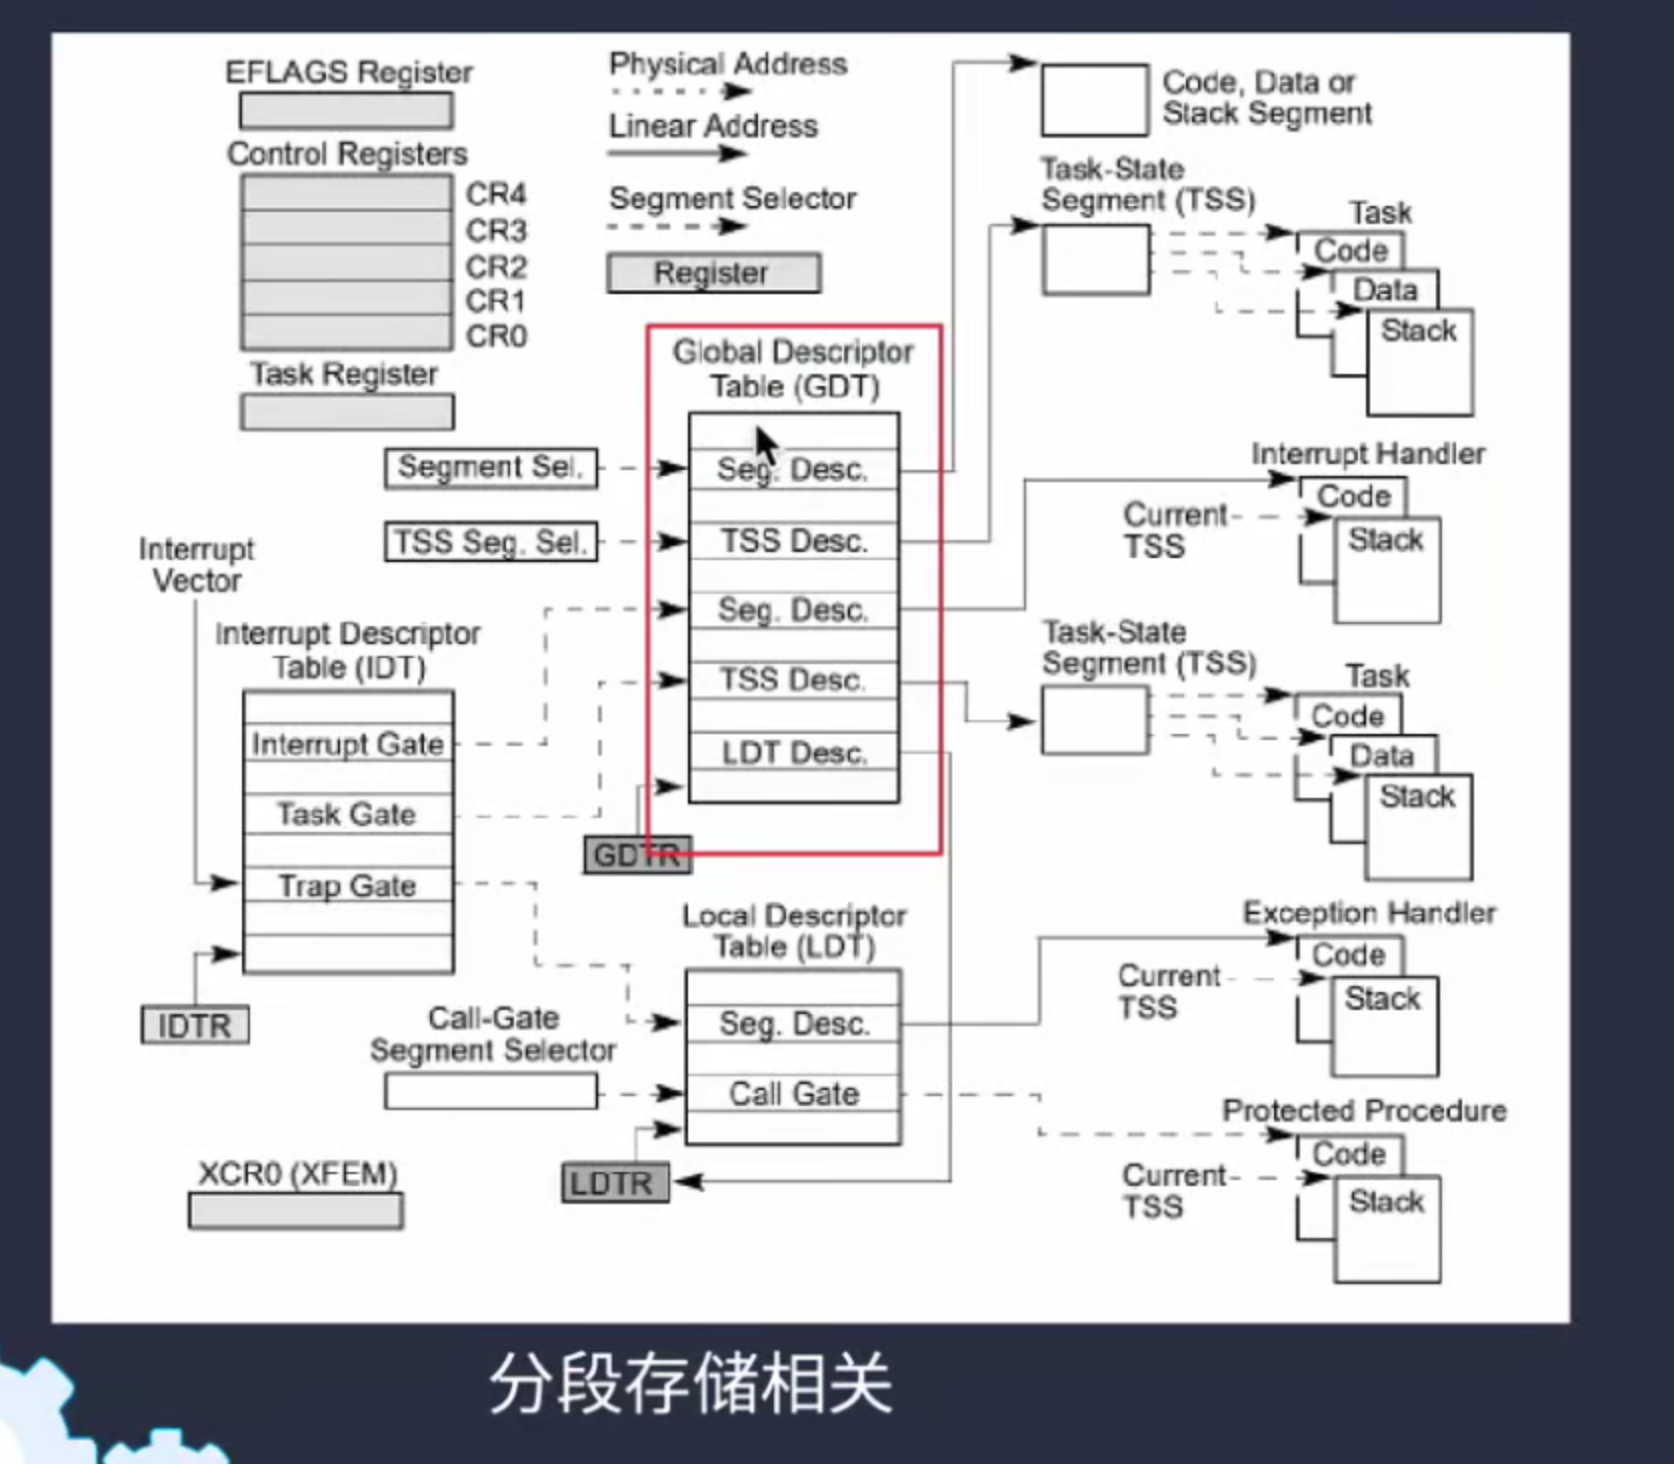 EFLAGS Register
Control Registers
CR4
CR3
CR2
CR1
CR0
Task Register
Physical Address
Linear Address
Segment Selector
Register
Code, Data or
Stack Segment
Task-State
Segment (TSS)
Task
Code
Data
Stack
Global Descriptor
Table (GDT)
Seg. Desc.
TSS Desc.
Seg. Desc.
TSS Desc.
LDT Desc.
Segment Sel.
TSS Seg. Sel.
Interrupt Handler
Code
Current
TSS
Stack
Interrupt
Vector
Interrupt Descriptor
Table (IDT)
Interrupt Gate
Task Gate
Trap Gate
Task-State
Segment (TSS)
Task
Code
Data
Stack
GDTR
IDTR
Local Descriptor
Table (LDT)
Seg. Desc.
Call Gate
Call-Gate
Segment Selector
LDTR
Exception Handler
Code
Current
TSS
Stack
Protected Procedure
Code
Current
TSS
Stack
XCR0 (XFEM)
分段存储相关